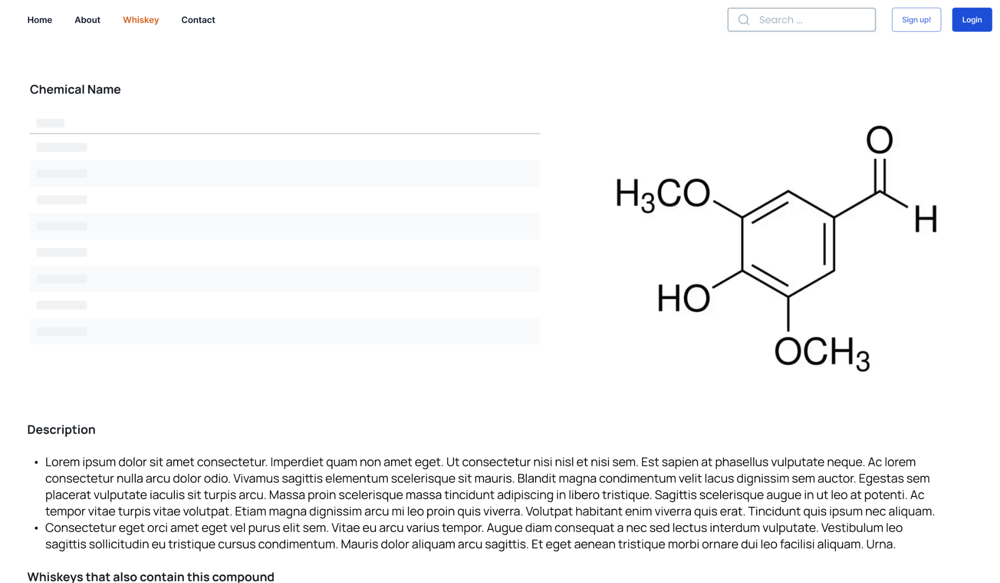 Home About Whiskey Contact Search ... Sign up! Login
Chemical Name
O
H3CO
H
HO
OCH3
Description
• Lorem ipsum dolor sit amet consectetur. Imperdiet quam non amet eget. Ut consectetur nisi nisl et nisi sem. Est sapien at phasellus vulputate neque. Ac lorem
consectetur nulla arcu dolor odio. Vivamus sagittis elementum scelerisque sit mauris. Blandit magna condimentum velit lacus dignissim sem auctor. Egestas sem
placerat vulputate iaculis sit turpis arcu. Massa proin scelerisque massa tincidunt adipiscing in libero tristique. Sagittis scelerisque augue in ut leo at potenti. Ac
tempor vitae turpis vitae volutpat. Etiam magna dignissim arcu mi leo proin quis viverra. Volutpat habitant enim viverra quis erat. Tincidunt quis ipsum nec aliquam.
• Consectetur eget orci amet eget vel purus elit sem. Vitae eu arcu varius tempor. Augue diam consequat a nec sed lectus interdum vulputate. Vestibulum leo
sagittis sollicitudin eu tristique cursus condimentum. Mauris dolor aliquam arcu sagittis. Et eget aenean tristique morbi ornare dui leo facilisi aliquam. Urna.
Whiskeys that also contain this compound